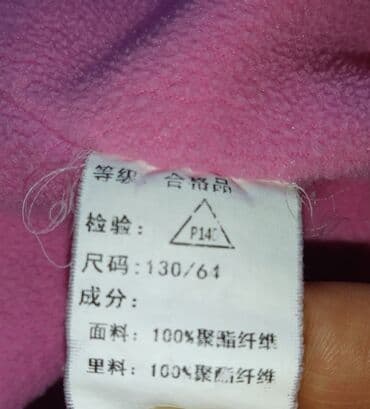 等级 合格品
检验: P140
尺码:130/64
成分:
面料: 100%聚酯纤维
里料: 100%聚酯纤维